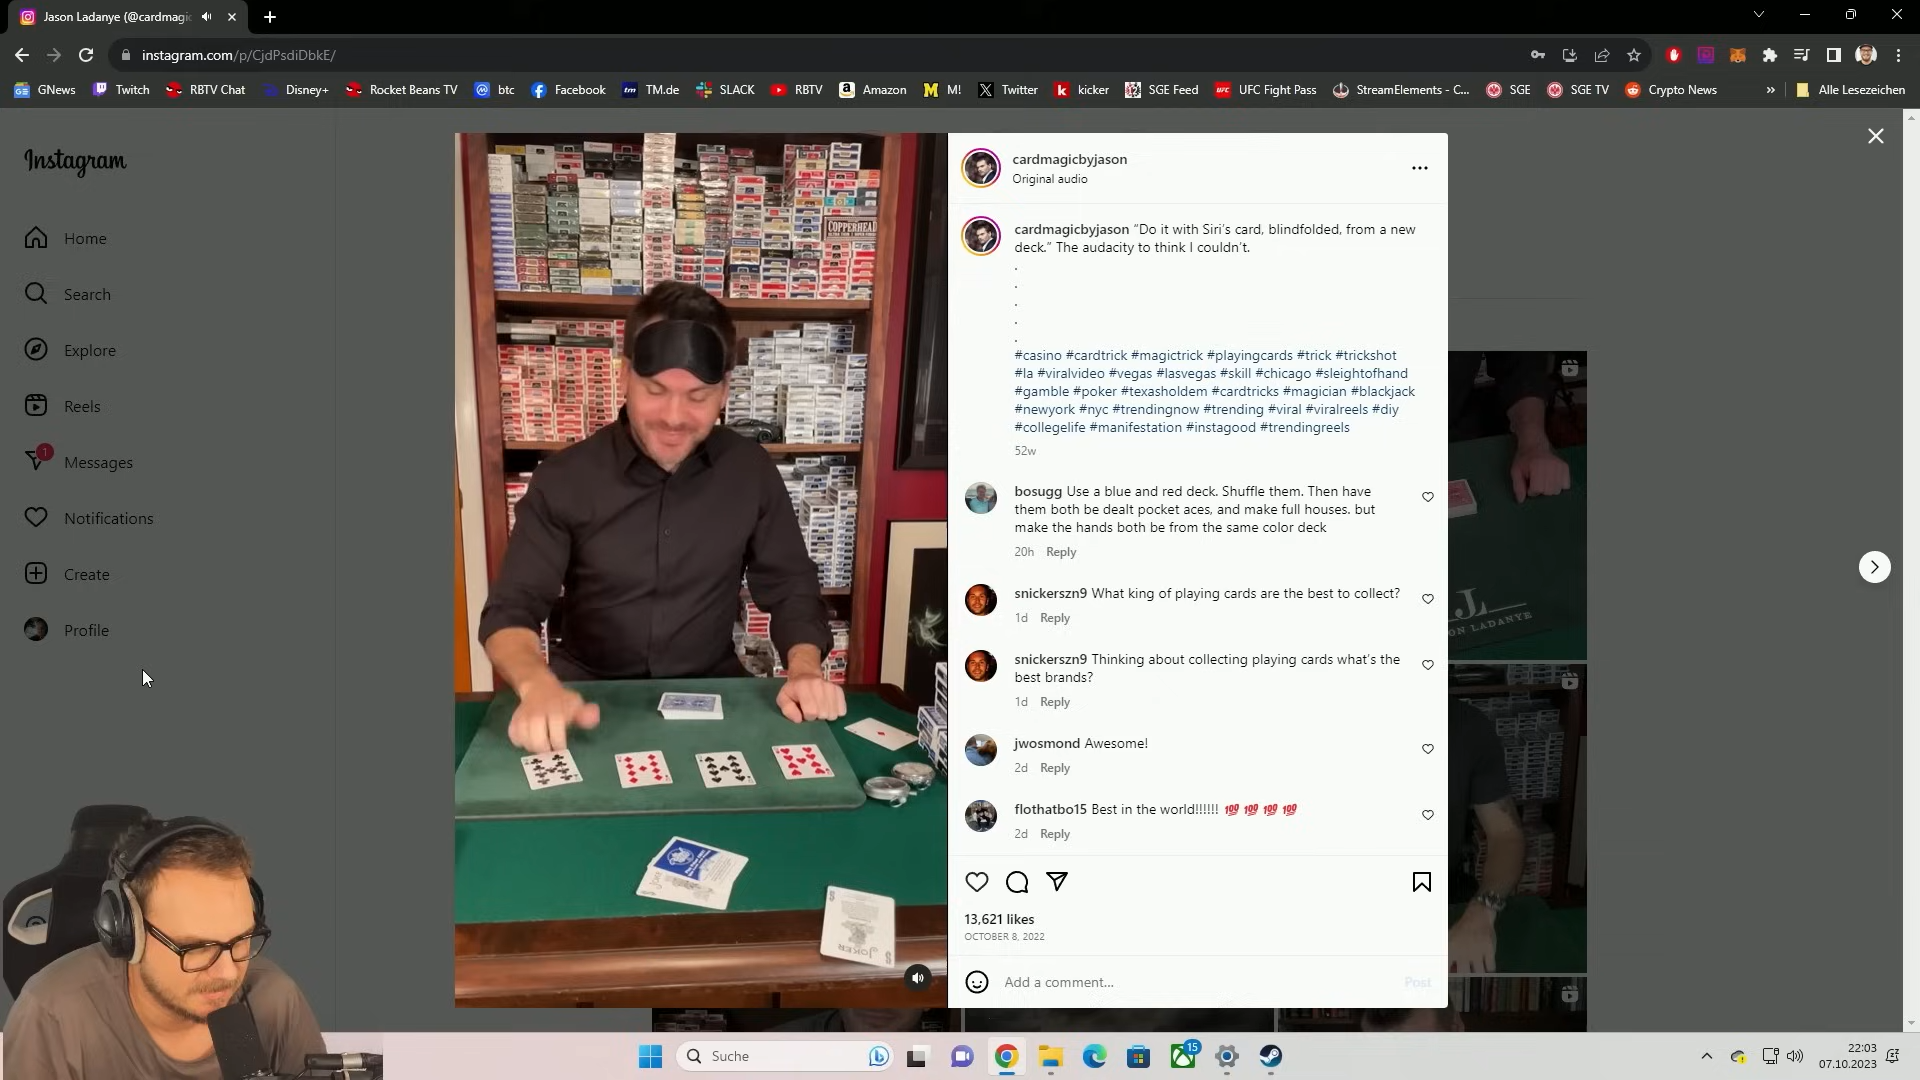 Jason Ladanye (@cardmagic
instagram.com/p/CjdPsdiDbkE/
GNews
Twitch
RBTV Chat
Disney+
Rocket Beans TV
btc
Facebook
TM.de
SLACK
RBTV
Amazon
M!
Twitter
kicker
SGE Feed
UFC Fight Pass
StreamElements - C...
SGE
SGE TV
Crypto News
»
Alle Lesezeichen
Instagram
Home
Search
Explore
Reels
1
Messages
Notifications
Create
Profile
COPPERHEAD
JOKER
cardmagicbyjason
Original audio
cardmagicbyjason “Do it with Siri’s card, blindfolded, from a new
deck.” The audacity to think I couldn’t.
.
.
.
.
.
#casino #cardtrick #magictrick #playingcards #trick #trickshot
#la #viralvideo #vegas #lasvegas #skill #chicago #sleightofhand
#gamble #poker #texasholdem #cardtricks #magician #blackjack
#newyork #nyc #trendingnow #trending #viral #viralreels #diy
#collegelife #manifestation #instagood #trendingreels
52w
bosugg Use a blue and red deck. Shuffle them. Then have
them both be dealt pocket aces, and make full houses. but
make the hands both be from the same color deck
20h Reply
snickerszn9 What king of playing cards are the best to collect?
1d Reply
snickerszn9 Thinking about collecting playing cards what's the
best brands?
1d Reply
jwosmond Awesome!
2d Reply
flothatbo15 Best in the world!!!!!! 💯 💯 💯 💯
2d Reply
13,621 likes
OCTOBER 8, 2022
Add a comment...
Post
JL
ON LADANYE
Suche
15
22:03
07.10.2023